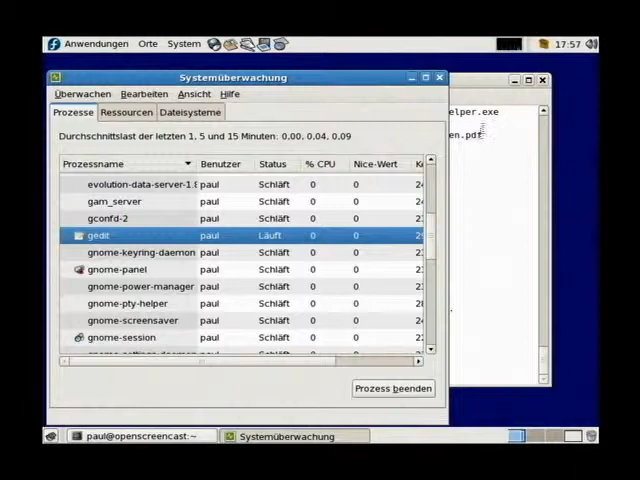 Anwendungen Orte System 17:57
Systemüberwachung
Überwachen Bearbeiten Ansicht Hilfe
Prozesse Ressourcen Dateisysteme
elper.exe
en.pdf
Durchschnittslast der letzten 1, 5 und 15 Minuten: 0,00, 0,04, 0,09
Prozessname Benutzer Status % CPU Nice-Wert
evolution-data-server-1.8 paul Schläft 0 0
gam_server paul Schläft 0 0
gconfd-2 paul Schläft 0 0
gedit paul Läuft 0 0
gnome-keyring-daemon paul Schläft 0 0
gnome-panel paul Schläft 0 0
gnome-power-manager paul Schläft 0 0
gnome-pty-helper paul Schläft 0 0
gnome-screensaver paul Schläft 0 0
gnome-session paul Schläft 0 0
Prozess beenden
paul@openscreencast:~ Systemüberwachung